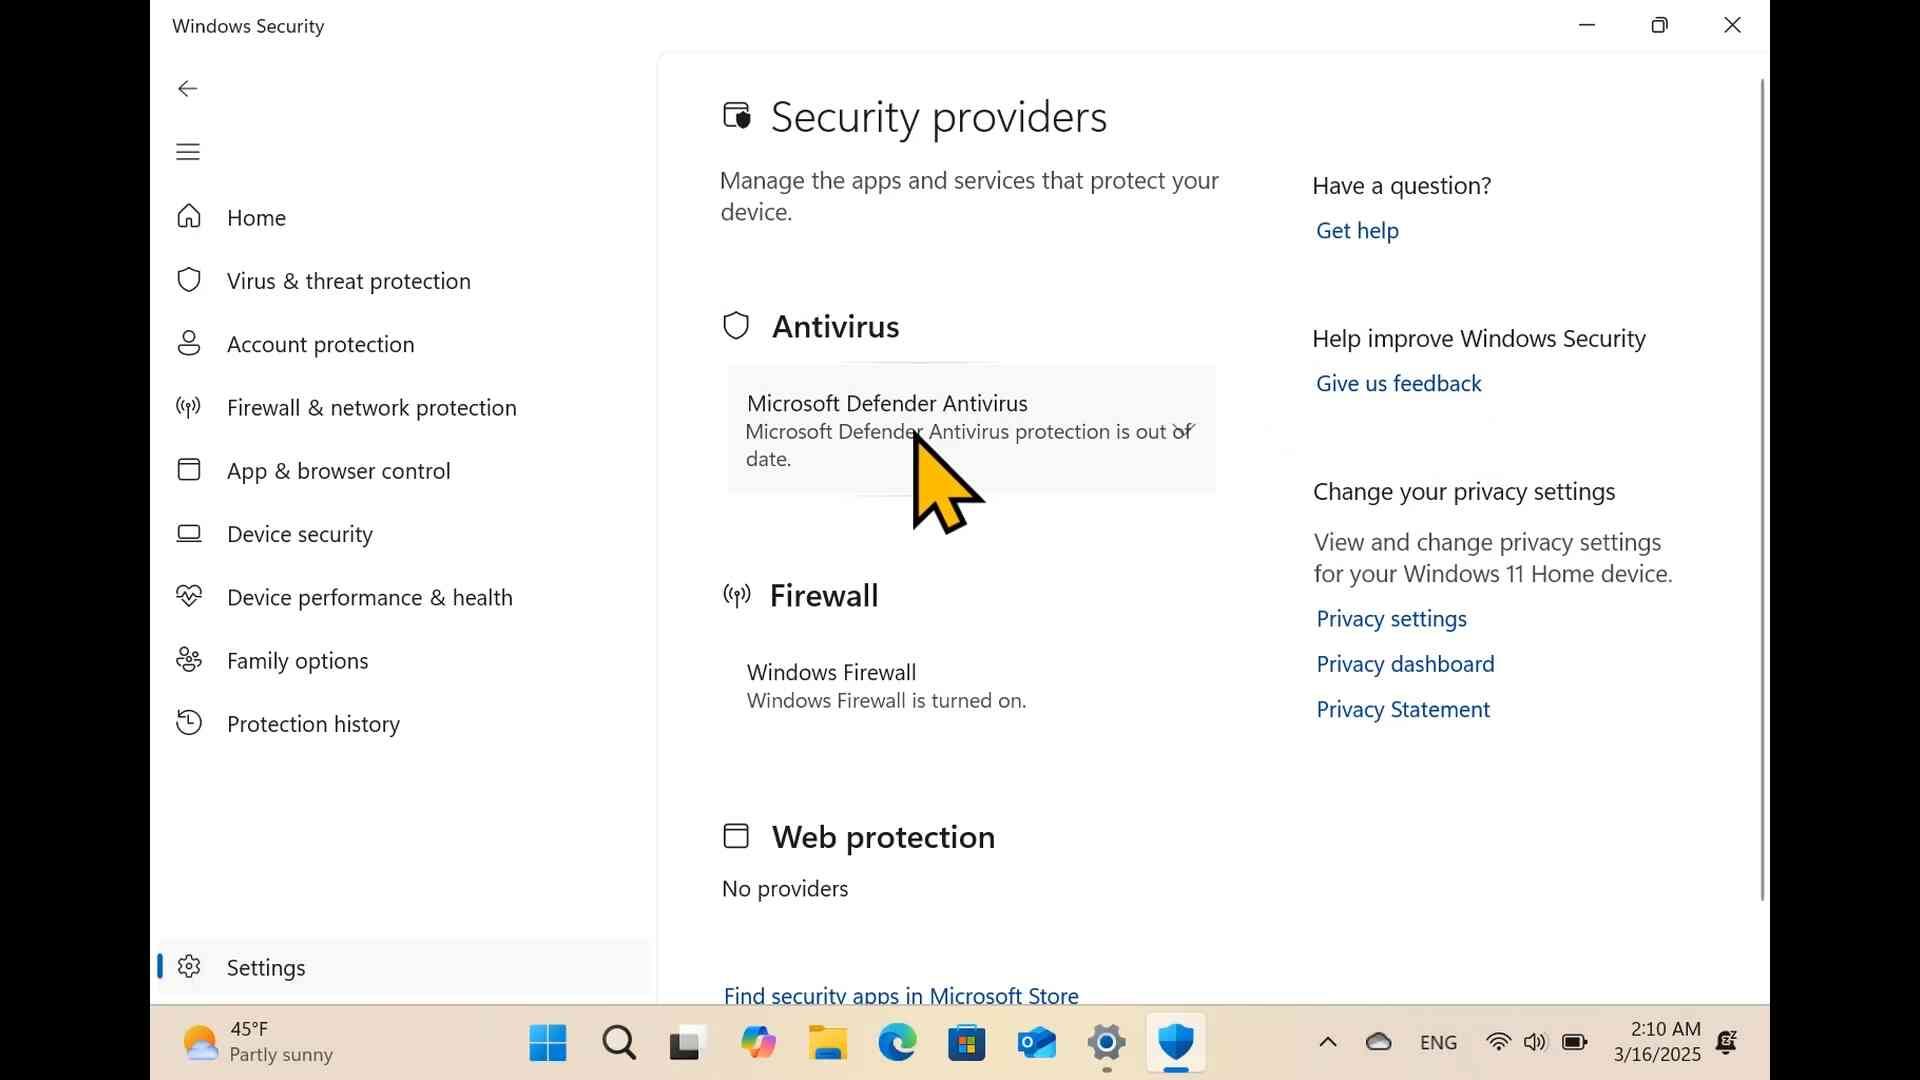 Windows Security
Home
Virus & threat protection
Account protection
Firewall & network protection
App & browser control
Device security
Device performance & health
Family options
Protection history
Settings
Security providers
Manage the apps and services that protect your
device.
Antivirus
Microsoft Defender Antivirus
Microsoft Defender Antivirus protection is out of
date.
Firewall
Windows Firewall
Windows Firewall is turned on.
Web protection
No providers
Find security apps in Microsoft Store
Have a question?
Get help
Help improve Windows Security
Give us feedback
Change your privacy settings
View and change privacy settings
for your Windows 11 Home device.
Privacy settings
Privacy dashboard
Privacy Statement
45°F
Partly sunny
ENG
2:10 AM
3/16/2025